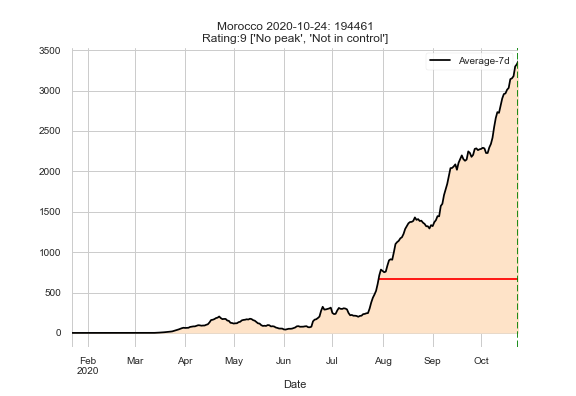 Morocco 2020-10-24: 194461
Rating:9 ['No peak', 'Not in control']
Average-7d
3500
3000
2500
2000
1500
1000
500
0
Feb Mar Apr May Jun Jul Aug Sep Oct
2020
Date